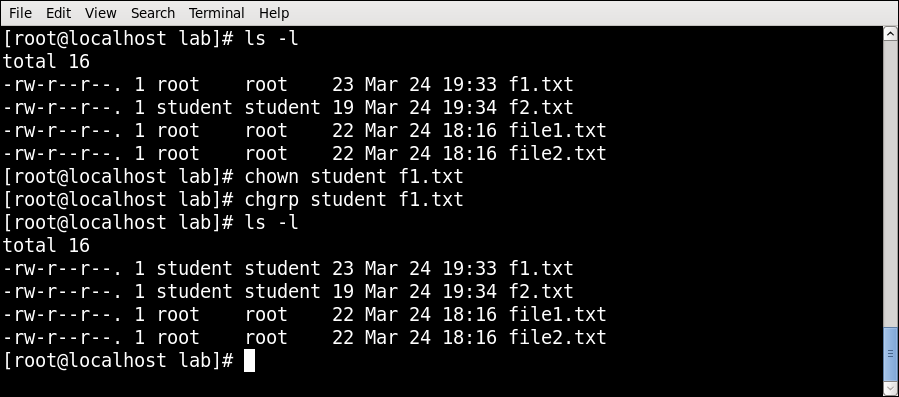 File Edit View Search Terminal Help
[root@localhost lab]# ls -l
total 16
-rw-r--r--. 1 root    root    23 Mar 24 19:33 f1.txt
-rw-r--r--. 1 student student 19 Mar 24 19:34 f2.txt
-rw-r--r--. 1 root    root    22 Mar 24 18:16 file1.txt
-rw-r--r--. 1 root    root    22 Mar 24 18:16 file2.txt
[root@localhost lab]# chown student f1.txt
[root@localhost lab]# chgrp student f1.txt
[root@localhost lab]# ls -l
total 16
-rw-r--r--. 1 student student 23 Mar 24 19:33 f1.txt
-rw-r--r--. 1 student student 19 Mar 24 19:34 f2.txt
-rw-r--r--. 1 root    root    22 Mar 24 18:16 file1.txt
-rw-r--r--. 1 root    root    22 Mar 24 18:16 file2.txt
[root@localhost lab]#